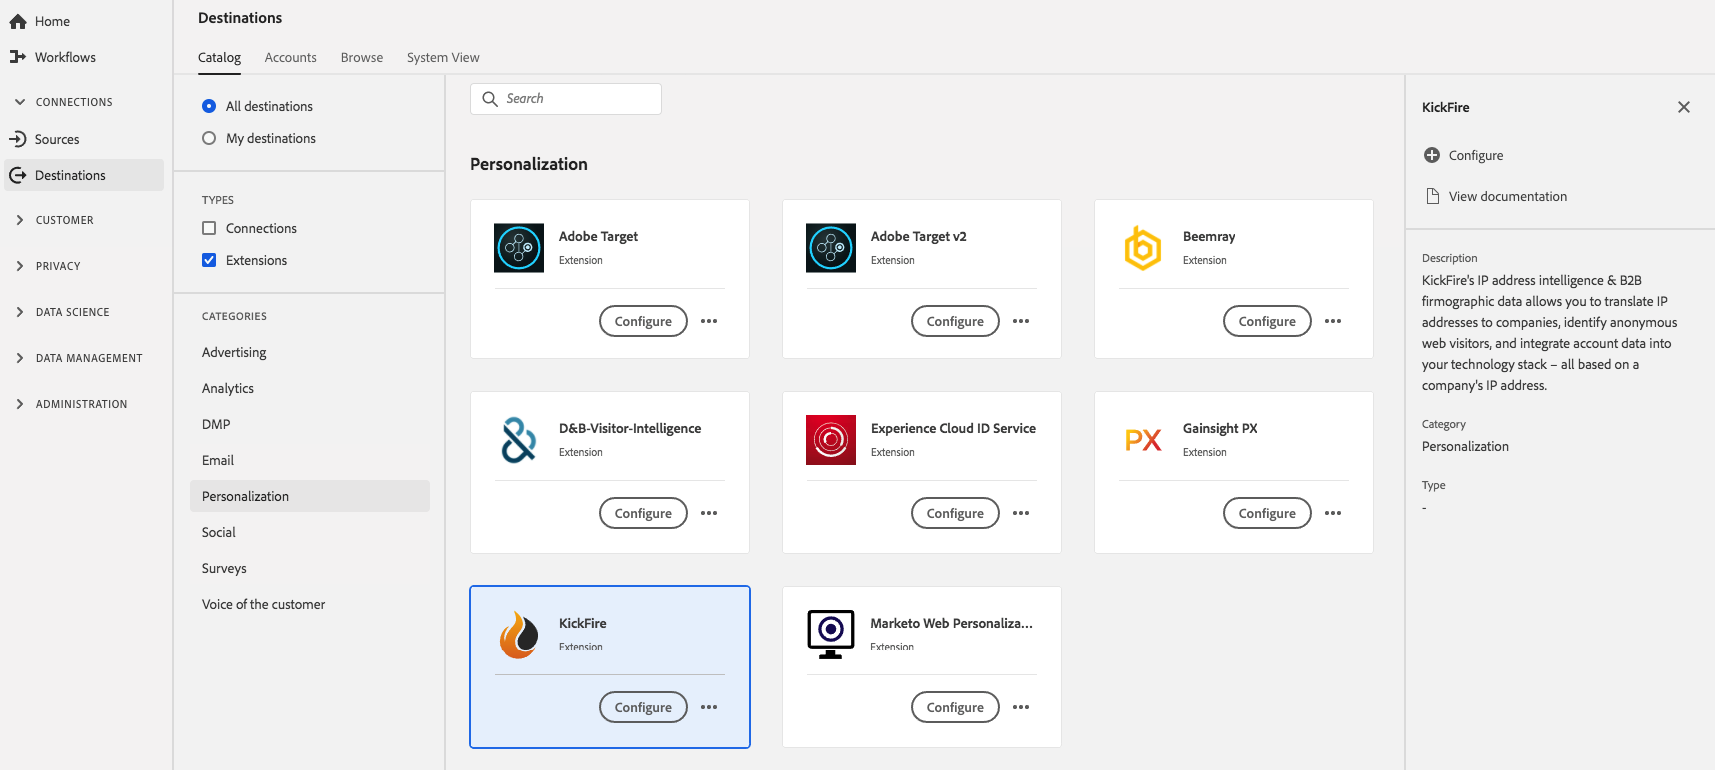 Home
Workflows
CONNECTIONS
Sources
Destinations
CUSTOMER
PRIVACY
DATA SCIENCE
DATA MANAGEMENT
ADMINISTRATION
Destinations
Catalog Accounts Browse System View
All destinations
My destinations
TYPES
Connections
Extensions
CATEGORIES
Advertising
Analytics
DMP
Email
Personalization
Social
Surveys
Voice of the customer
Search
Personalization
Adobe Target
Extension
Configure
Adobe Target v2
Extension
Configure
Beemray
Extension
Configure
D&B-Visitor-Intelligence
Extension
Configure
Experience Cloud ID Service
Extension
Configure
PX
Gainsight PX
Extension
Configure
KickFire
Extension
Configure
Marketo Web Personaliza...
Extension
Configure
KickFire
Configure
View documentation
Description
KickFire's IP address intelligence & B2B
firmographic data allows you to translate IP
addresses to companies, identify anonymous
web visitors, and integrate account data into
your technology stack – all based on a
company's IP address.
Category
Personalization
Type
-